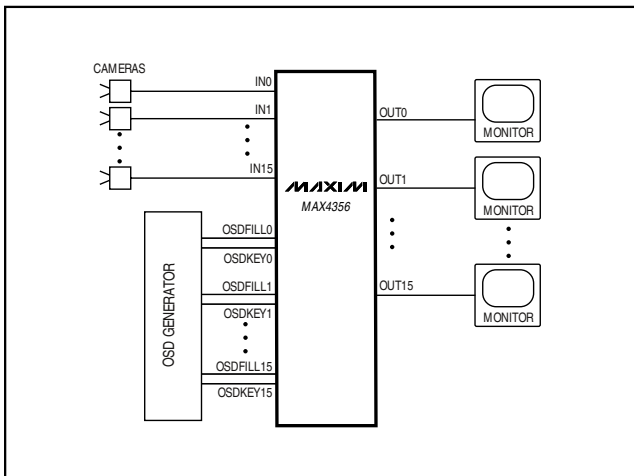 CAMERAS
IN0
IN1
IN15
MAXIM
MAX4356
OSD GENERATOR
OSDFILL0
OSDKEY0
OSDFILL1
OSDKEY1
OSDFILL15
OSDKEY15
OUT0
MONITOR
OUT1
MONITOR
OUT15
MONITOR